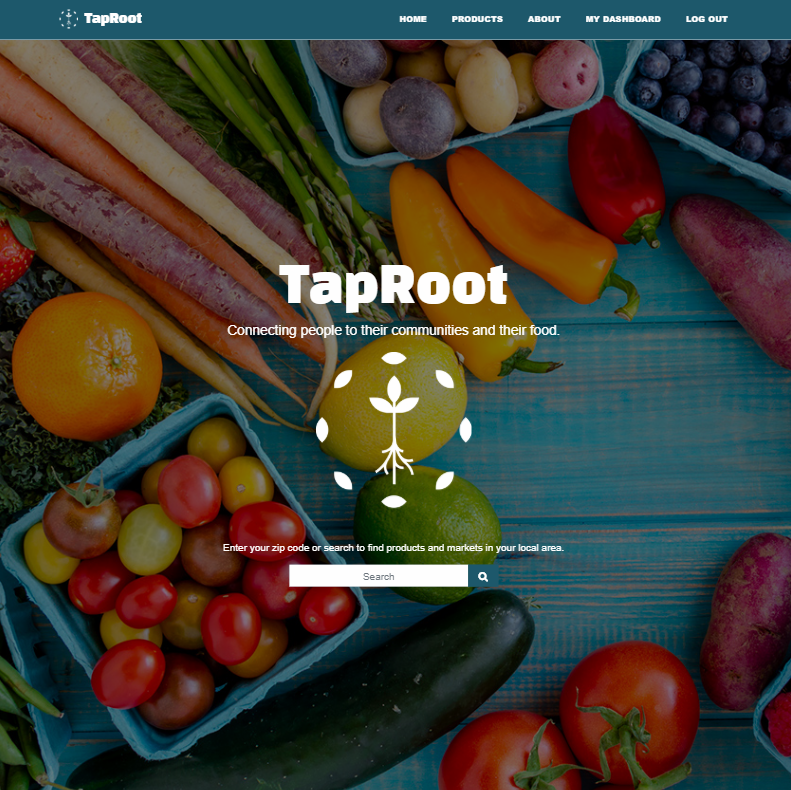 TapRoot
HOME PRODUCTS ABOUT MY DASHBOARD LOG OUT
TapRoot
Connecting people to their communities and their food.
Enter your zip code or search to find products and markets in your local area.
Search